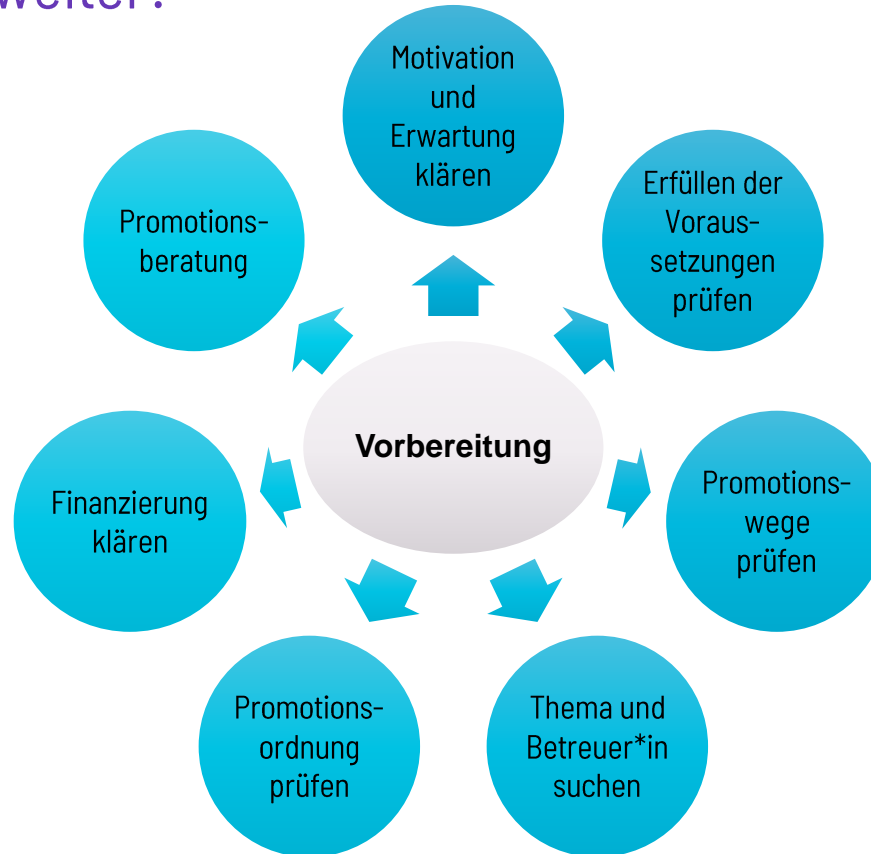 weiter?
Motivation
und
Erwartung
klären
Erfüllen der
Voraus-
setzungen
prüfen
Promotions-
wege
prüfen
Thema und
Betreuer*in
suchen
Promotions-
ordnung
prüfen
Finanzierung
klären
Promotions-
beratung
Vorbereitung